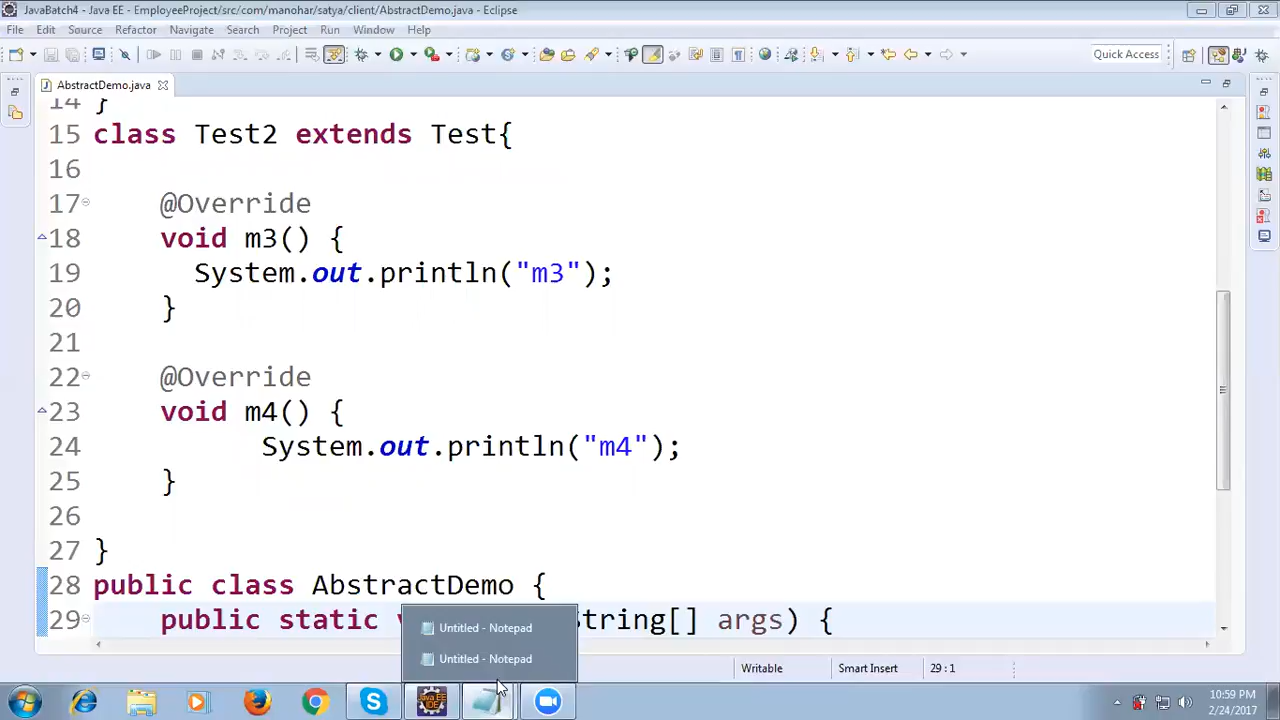 JavaBatch4 - Java EE - EmployeeProject/src/com/manohar/satya/client/AbstractDemo.java - Eclipse
File Edit Source Refactor Navigate Search Project Run Window Help
Quick Access
AbstractDemo.java
14 }
15 class Test2 extends Test{
16
17 @Override
18 void m3() {
19 System.out.println("m3");
20 }
21
22 @Override
23 void m4() {
24 System.out.println("m4");
25 }
26
27 }
28 public class AbstractDemo {
29 public static String[] args) {
Untitled - Notepad
Untitled - Notepad
Writable Smart Insert 29 : 1
Java EE
IDE
10:59 PM
2/24/2017